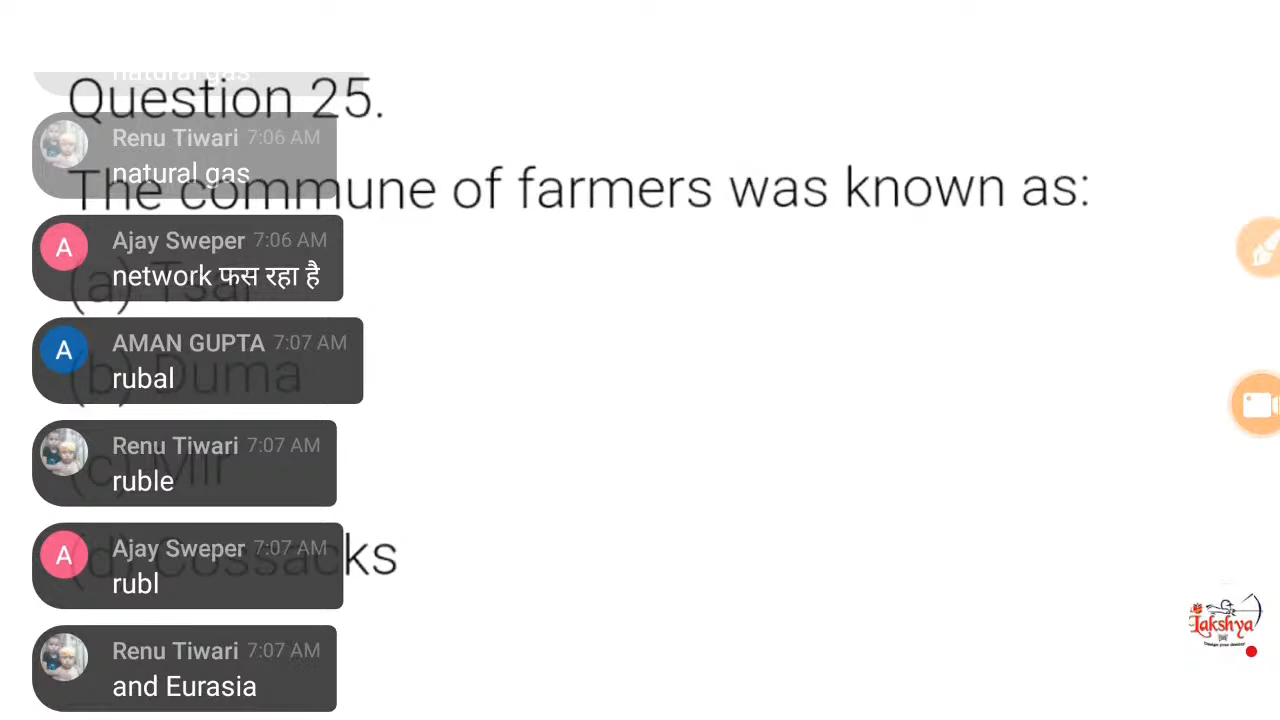 natural gas
Question 25.
Renu Tiwari 7:06 AM
natural gas
The commune of farmers was known as:
A
Ajay Sweper 7:06 AM
network फस रहा है
(a) Tsar
A
AMAN GUPTA 7:07 AM
rubal
(b) Duma
Renu Tiwari 7:07 AM
ruble
(c) Mir
A
Ajay Sweper 7:07 AM
rubl
(d) Cossacks
Renu Tiwari 7:07 AM
and Eurasia
Lakshya